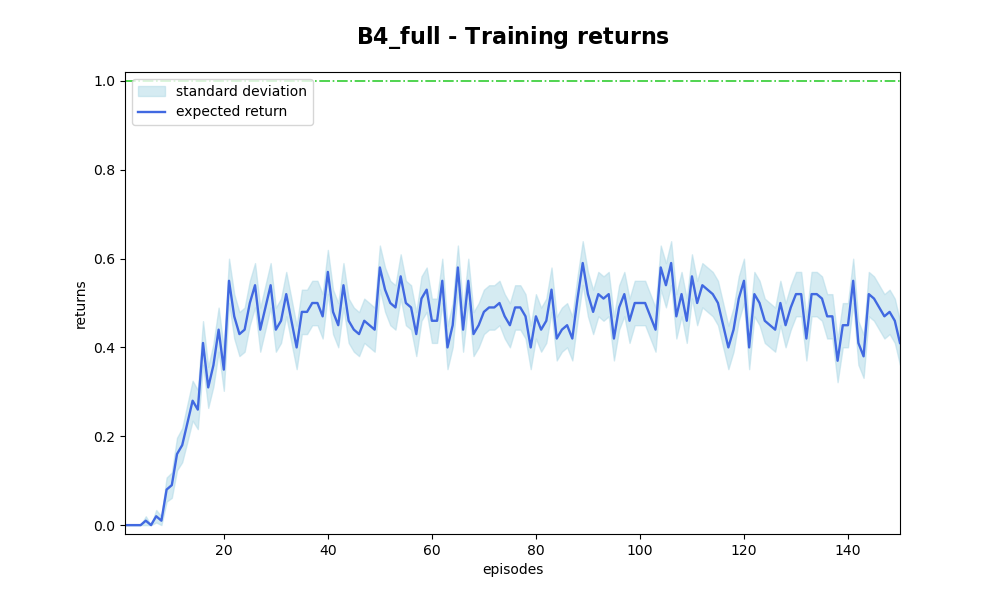 B4_full - Training returns
1.0
0.8
0.6
0.4
0.2
0.0
returns
standard deviation
expected return
20 40 60 80 100 120 140
episodes